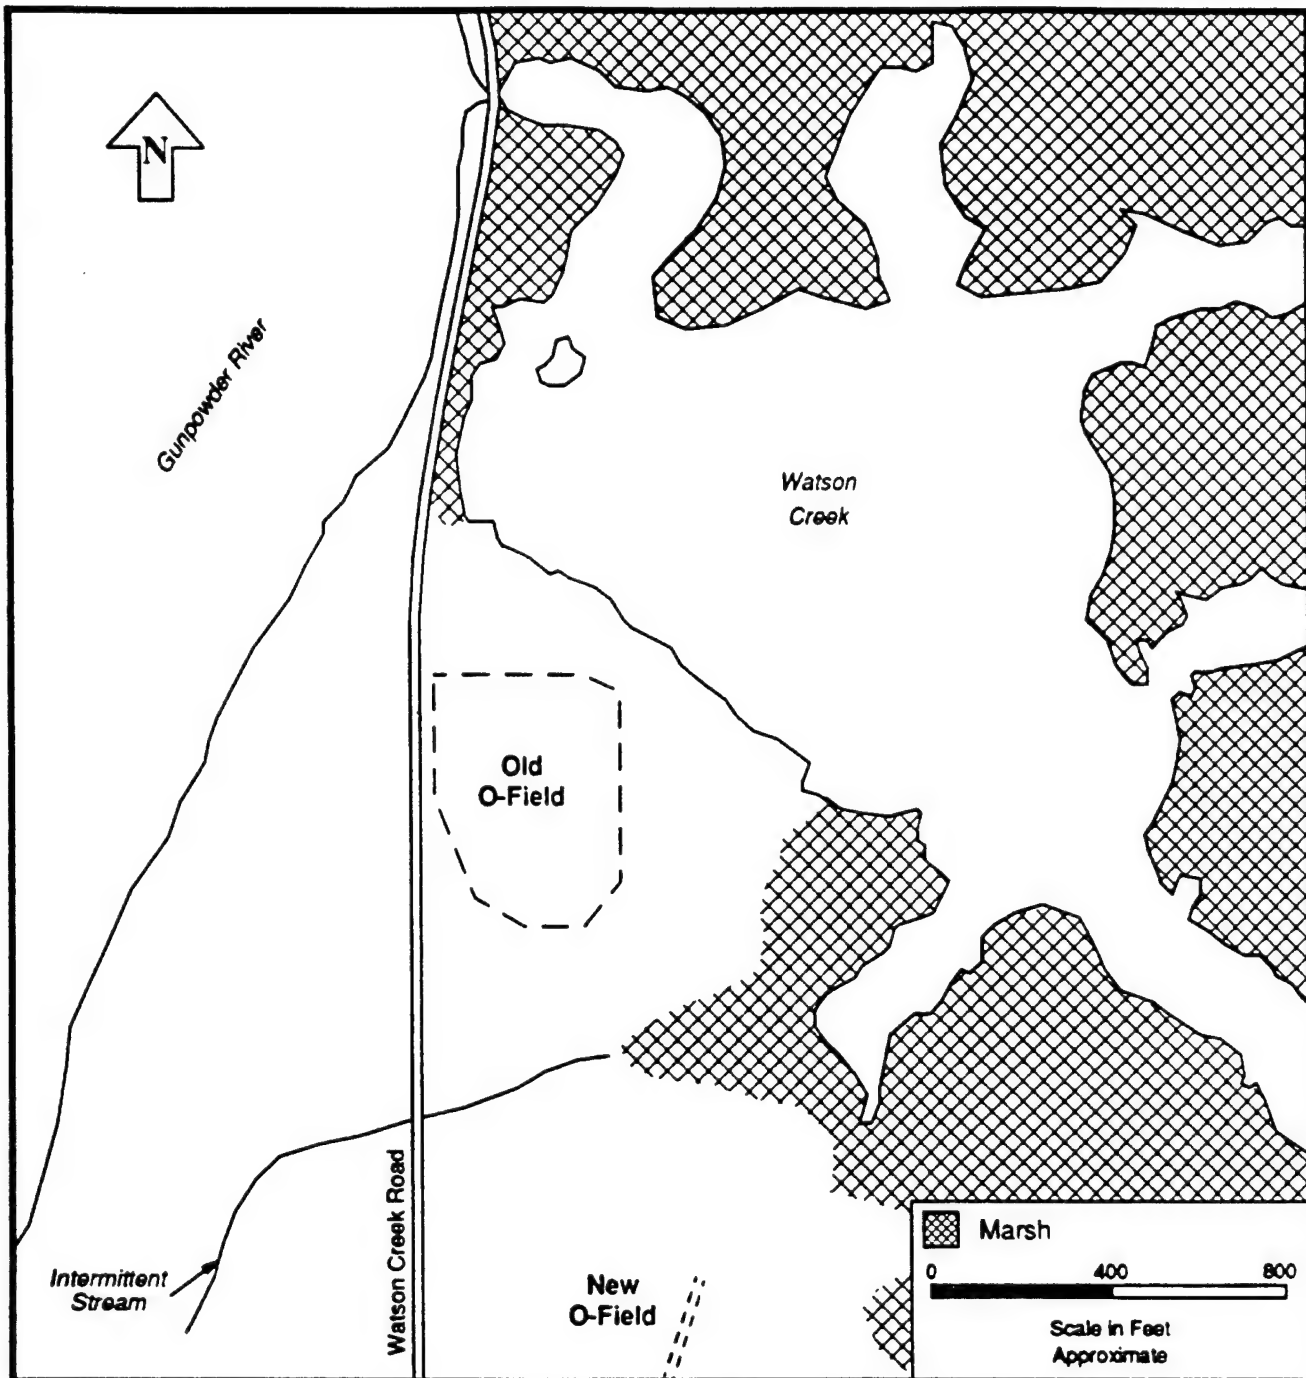 N
Gunpowder River
Watson
Creek
Old
O-Field
Watson Creek Road
Intermittent
Stream
New
O-Field
Marsh
0 400 800
Scale in Feet
Approximate